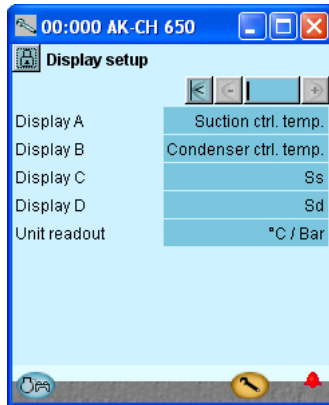 00:000 AK-CH 650
Display setup
Display A Suction ctrl. temp.
Display B Condenser ctrl. temp.
Display C Ss
Display D Sd
Unit readout °C / Bar